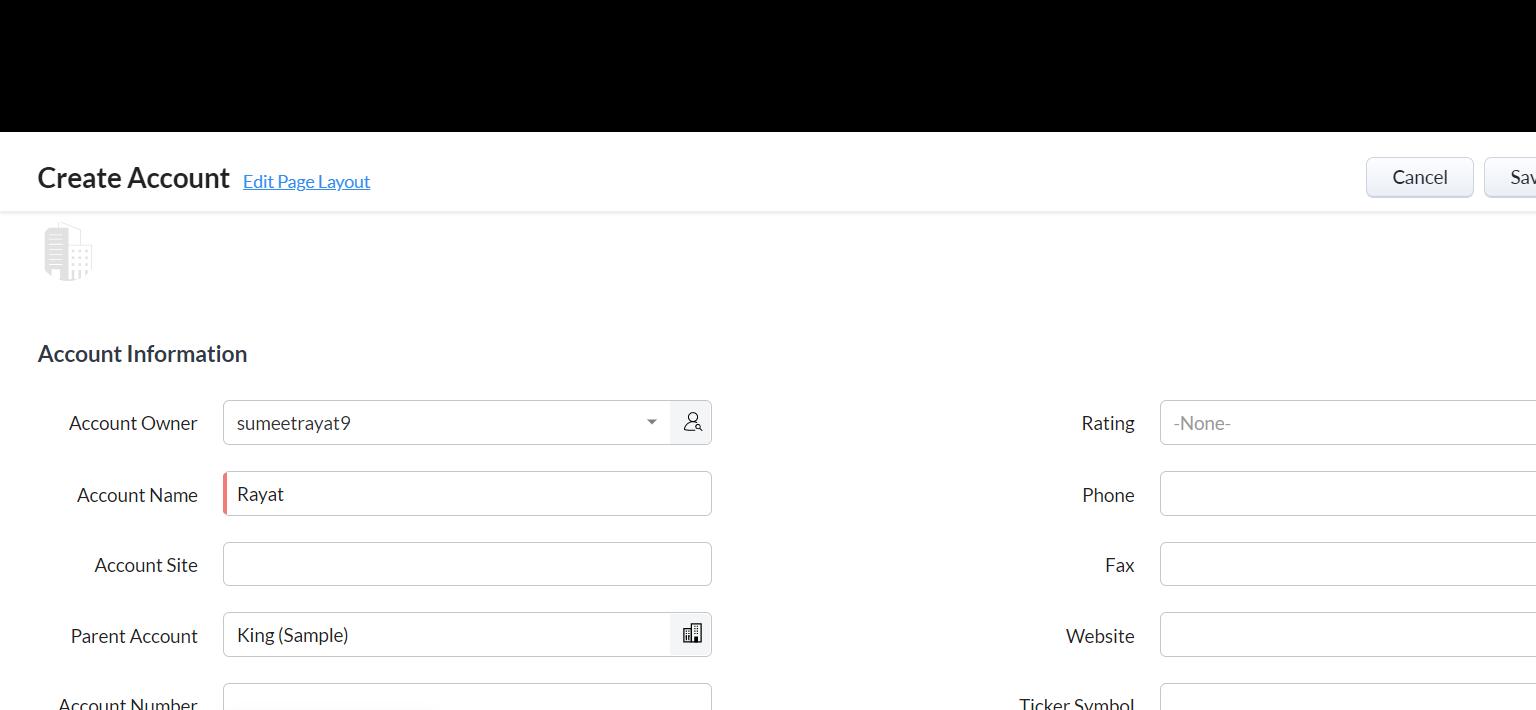 Create Account Edit Page Layout
Cancel
Account Information
Account Owner sumeetrayat9
Rating -None-
Account Name Rayat
Phone
Account Site
Fax
Parent Account King (Sample)
Website
Account Number
Ticker Symbol